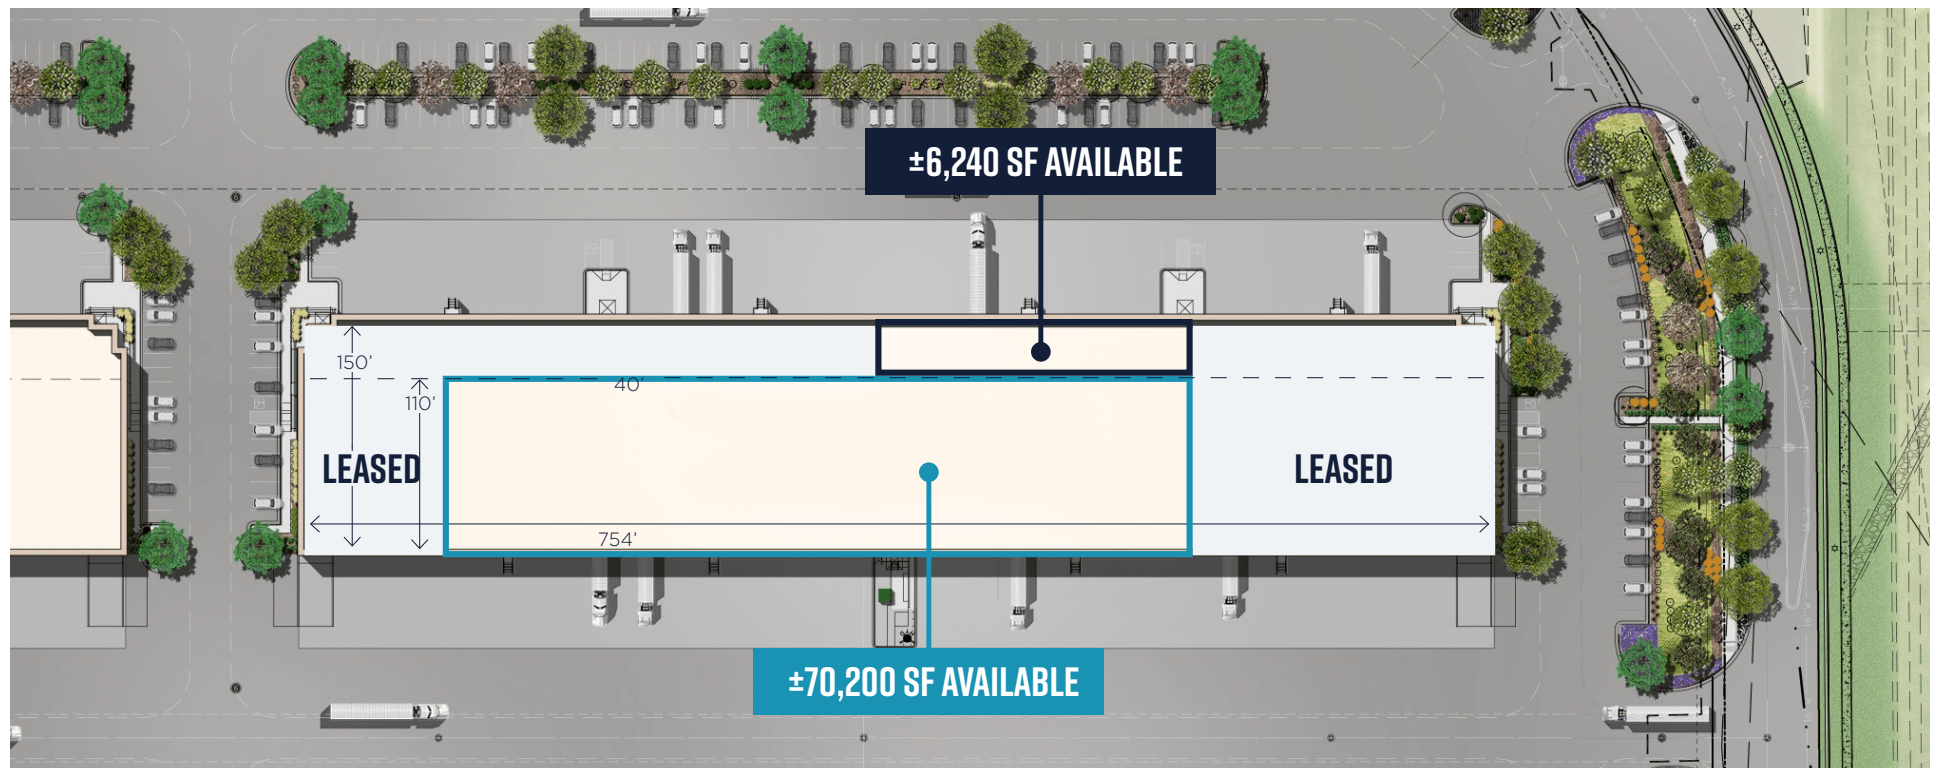 ±6,240 SF AVAILABLE
150’
40’
110’
LEASED
LEASED
754’
±70,200 SF AVAILABLE